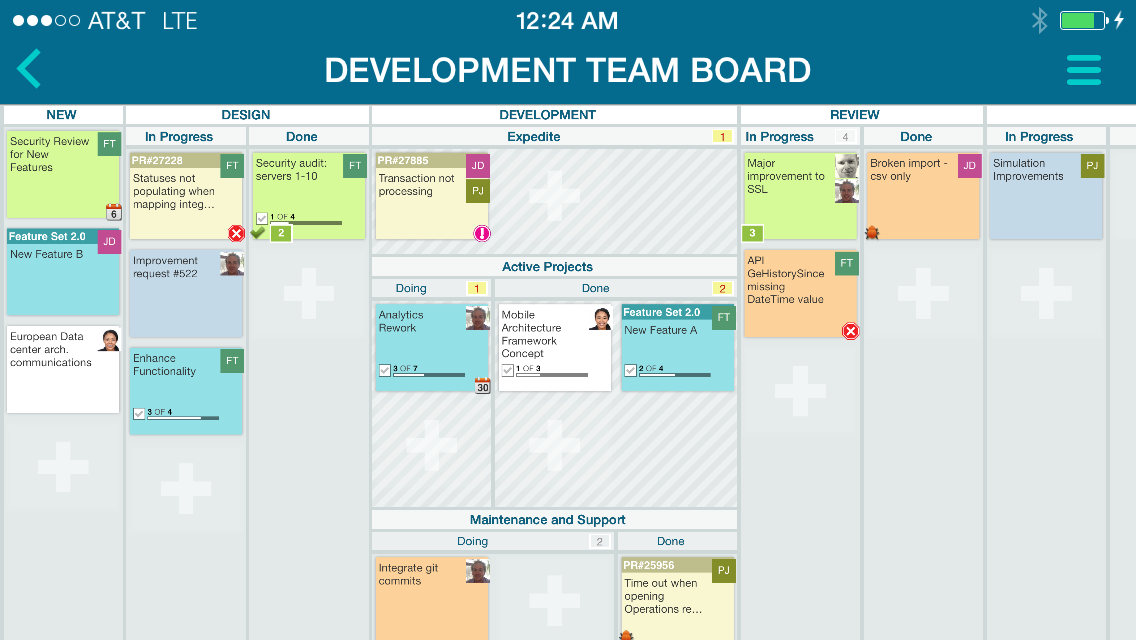 AT&T LTE
12:24 AM
DEVELOPMENT TEAM BOARD
NEW
DESIGN
DEVELOPMENT
REVIEW
In Progress
Done
Expedite
1
In Progress
4
Done
In Progress
Security Review
for New
Features
FT
6
Feature Set 2.0
JD
New Feature B
European Data
center arch.
communications
PR#27228
FT
Statuses not
populating when
mapping integ…
Improvement
request #522
Enhance
Functionality
FT
3 OF 4
Security audit:
servers 1-10
FT
1 OF 4
2
PR#27885
JD
Transaction not
processing
PJ
Active Projects
Doing
1
Done
2
Analytics
Rework
3 OF 7
30
Mobile
Architecture
Framework
Concept
1 OF 3
Feature Set 2.0
FT
New Feature A
2 OF 4
Maintenance and Support
Doing
2
Done
Integrate git
commits
PR#25956
PJ
Time out when
opening
Operations re…
Major
improvement to
SSL
3
API
GeHistorySince
missing
DateTime value
FT
Broken import -
csv only
JD
Simulation
Improvements
PJ